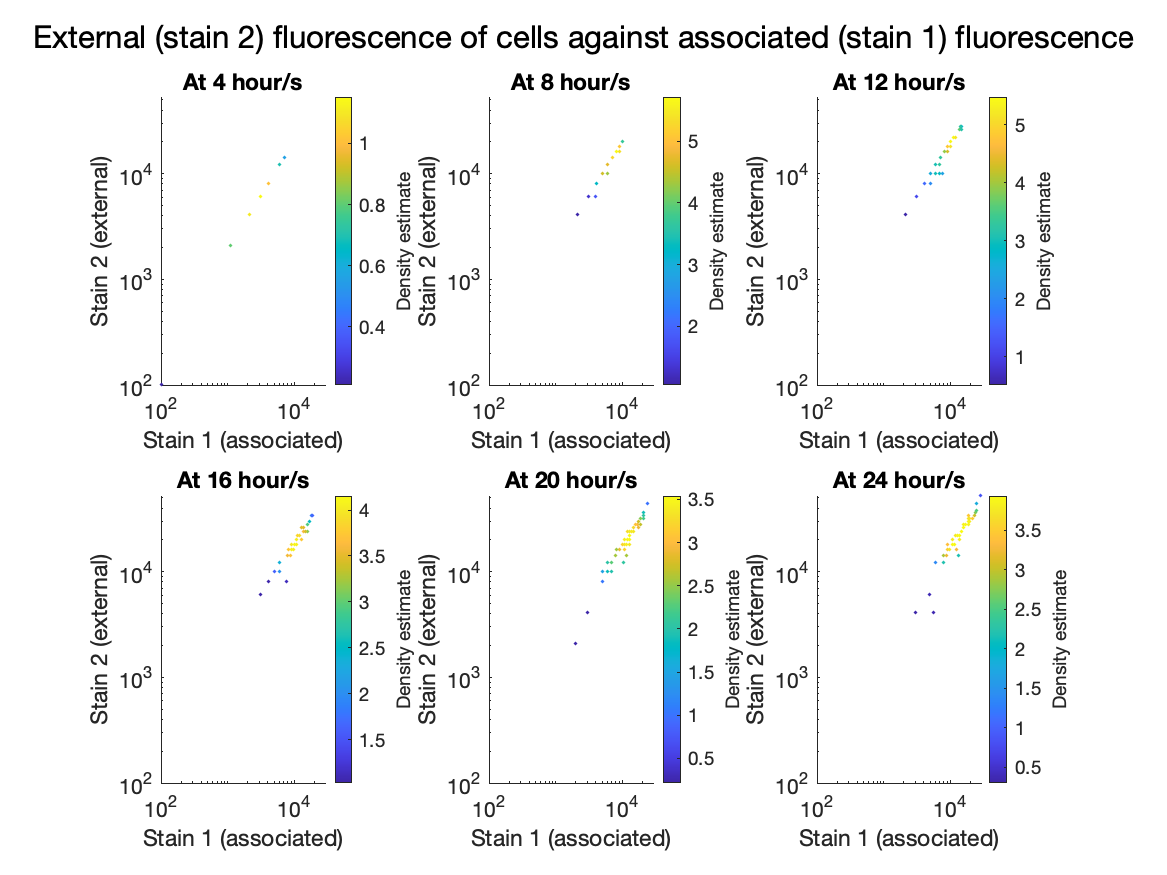 External (stain 2) fluorescence of cells against associated (stain 1) fluorescence
At 4 hour/s
At 8 hour/s
At 12 hour/s
Stain 2 (external)
10^4
10^3
10^2
10^2
10^4
Stain 1 (associated)
1
0.8
0.6
0.4
Density estimate
Stain 2 (external)
10^4
10^3
10^2
10^2
10^4
Stain 1 (associated)
5
4
3
2
Density estimate
Stain 2 (external)
10^4
10^3
10^2
10^2
10^4
Stain 1 (associated)
5
4
3
2
1
Density estimate
At 16 hour/s
At 20 hour/s
At 24 hour/s
Stain 2 (external)
10^4
10^3
10^2
10^2
10^4
Stain 1 (associated)
4
3.5
3
2.5
2
1.5
Density estimate
Stain 2 (external)
10^4
10^3
10^2
10^2
10^4
Stain 1 (associated)
3.5
3
2.5
2
1.5
1
0.5
Density estimate
Stain 2 (external)
10^4
10^3
10^2
10^2
10^4
Stain 1 (associated)
3.5
3
2.5
2
1.5
1
0.5
Density estimate